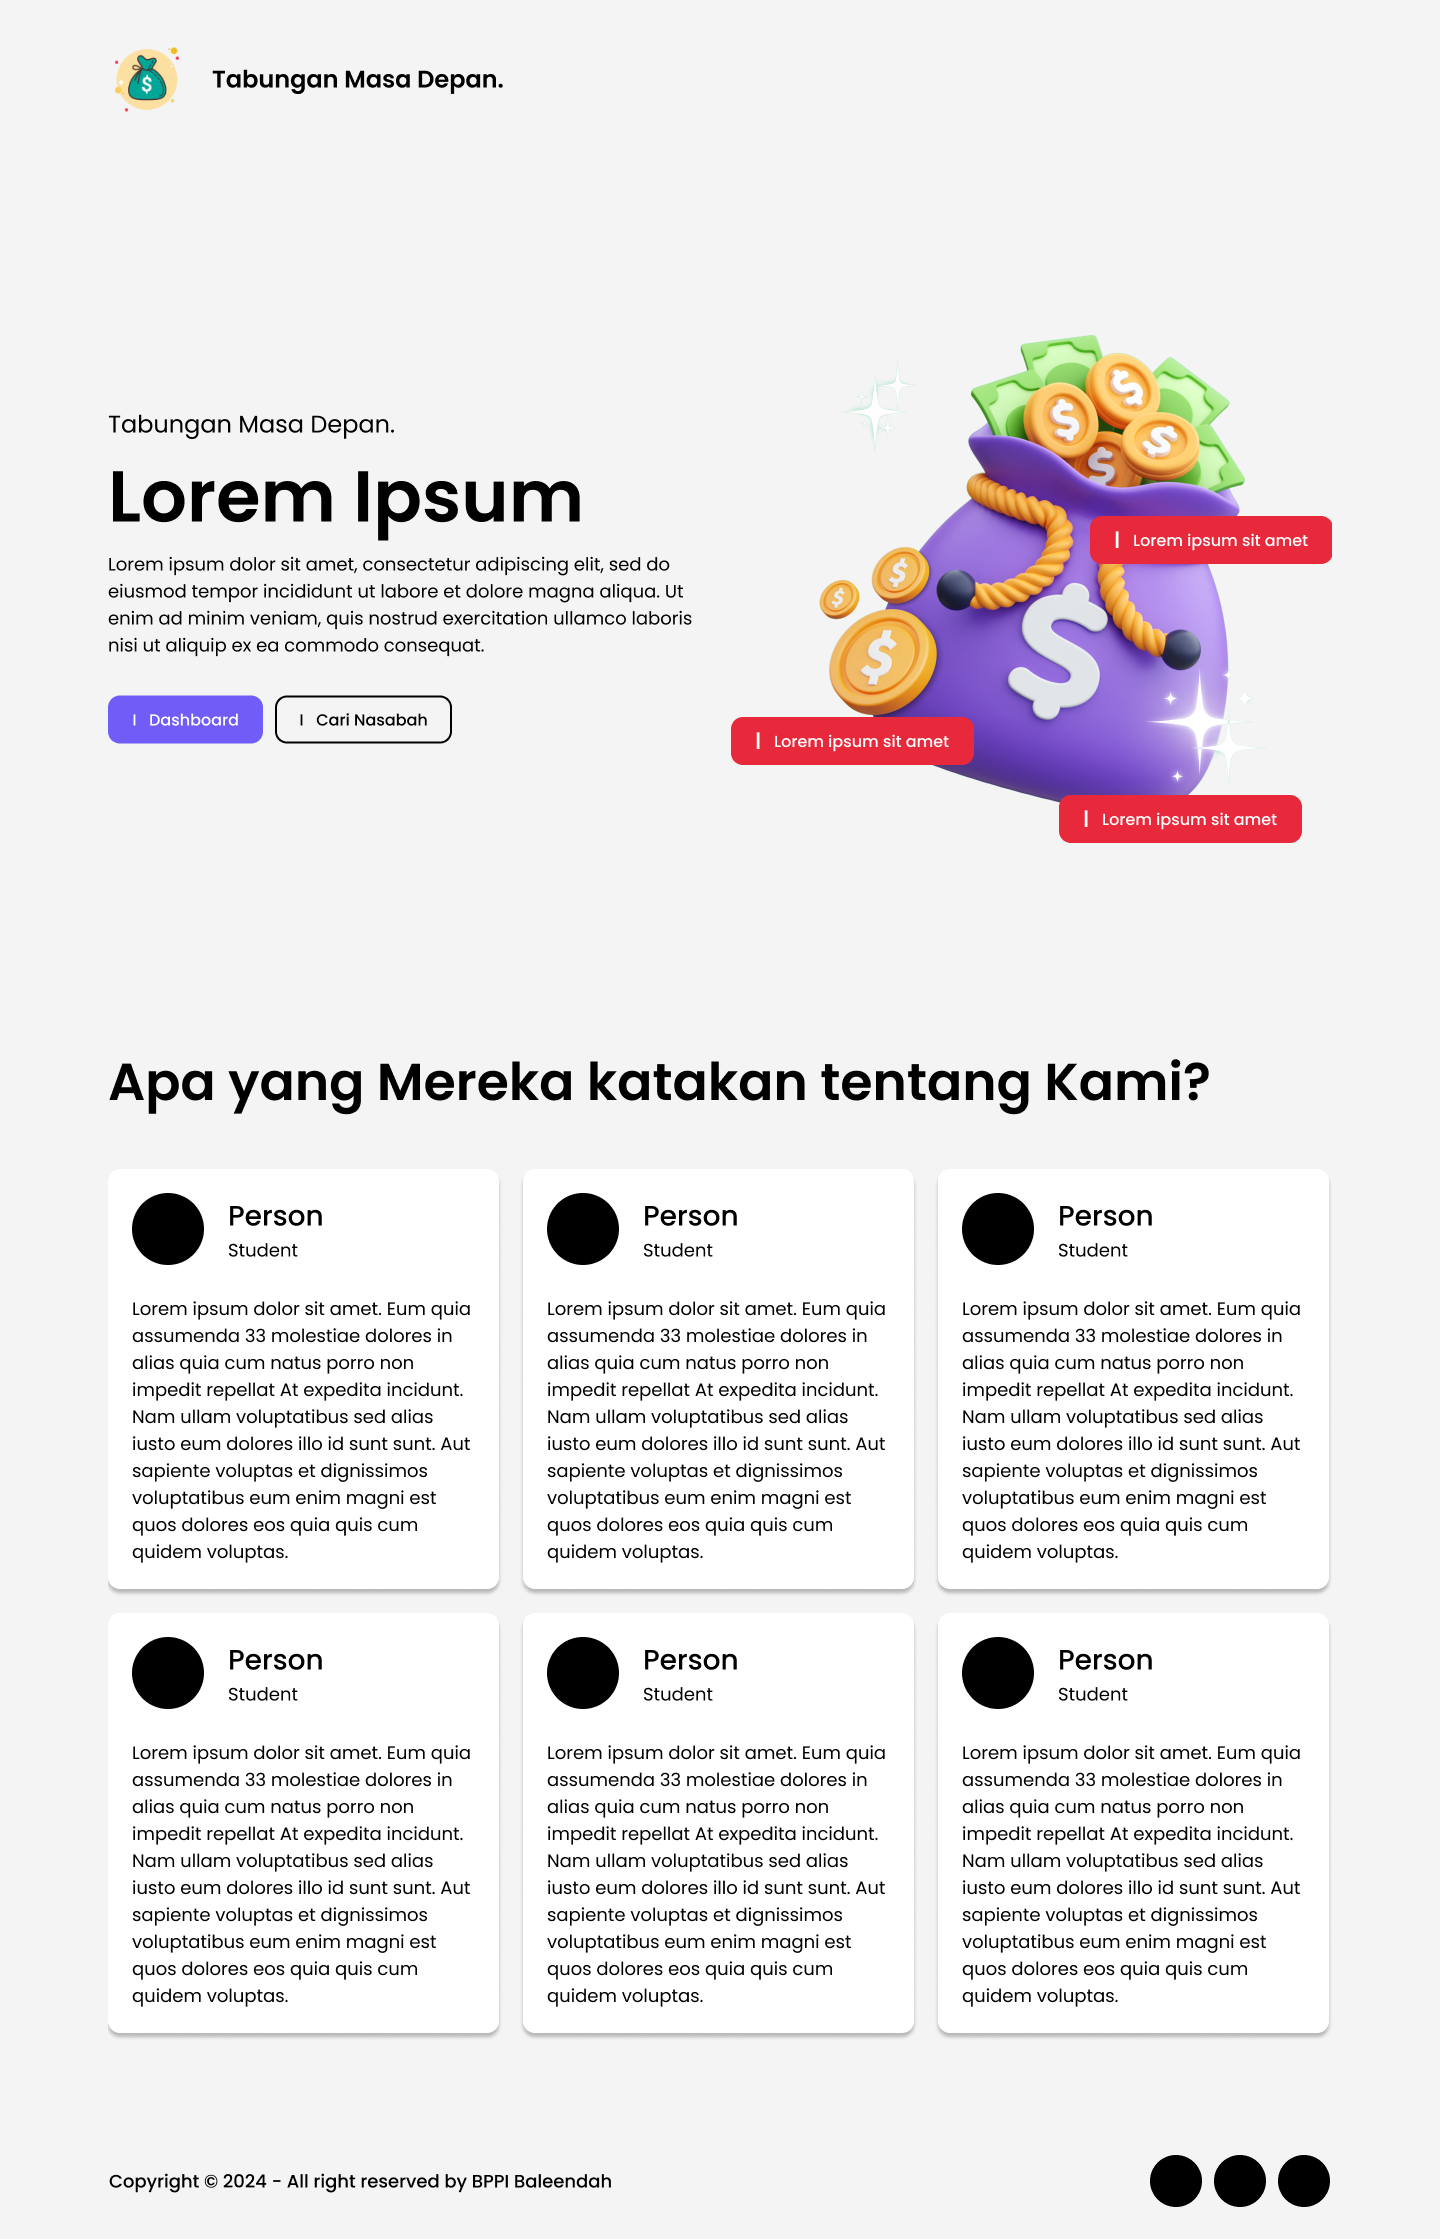 Tabungan Masa Depan.
Tabungan Masa Depan.
Lorem Ipsum
Lorem ipsum dolor sit amet, consectetur adipiscing elit, sed do
eiusmod tempor incididunt ut labore et dolore magna aliqua. Ut
enim ad minim veniam, quis nostrud exercitation ullamco laboris
nisi ut aliquip ex ea commodo consequat.
I Dashboard
I Cari Nasabah
I Lorem ipsum sit amet
I Lorem ipsum sit amet
I Lorem ipsum sit amet
Apa yang Mereka katakan tentang Kami?
Person
Student
Lorem ipsum dolor sit amet. Eum quia
assumenda 33 molestiae dolores in
alias quia cum natus porro non
impedit repellat At expedita incidunt.
Nam ullam voluptatibus sed alias
iusto eum dolores illo id sunt sunt. Aut
sapiente voluptas et dignissimos
voluptatibus eum enim magni est
quos dolores eos quia quis cum
quidem voluptas.
Person
Student
Lorem ipsum dolor sit amet. Eum quia
assumenda 33 molestiae dolores in
alias quia cum natus porro non
impedit repellat At expedita incidunt.
Nam ullam voluptatibus sed alias
iusto eum dolores illo id sunt sunt. Aut
sapiente voluptas et dignissimos
voluptatibus eum enim magni est
quos dolores eos quia quis cum
quidem voluptas.
Person
Student
Lorem ipsum dolor sit amet. Eum quia
assumenda 33 molestiae dolores in
alias quia cum natus porro non
impedit repellat At expedita incidunt.
Nam ullam voluptatibus sed alias
iusto eum dolores illo id sunt sunt. Aut
sapiente voluptas et dignissimos
voluptatibus eum enim magni est
quos dolores eos quia quis cum
quidem voluptas.
Person
Student
Lorem ipsum dolor sit amet. Eum quia
assumenda 33 molestiae dolores in
alias quia cum natus porro non
impedit repellat At expedita incidunt.
Nam ullam voluptatibus sed alias
iusto eum dolores illo id sunt sunt. Aut
sapiente voluptas et dignissimos
voluptatibus eum enim magni est
quos dolores eos quia quis cum
quidem voluptas.
Person
Student
Lorem ipsum dolor sit amet. Eum quia
assumenda 33 molestiae dolores in
alias quia cum natus porro non
impedit repellat At expedita incidunt.
Nam ullam voluptatibus sed alias
iusto eum dolores illo id sunt sunt. Aut
sapiente voluptas et dignissimos
voluptatibus eum enim magni est
quos dolores eos quia quis cum
quidem voluptas.
Person
Student
Lorem ipsum dolor sit amet. Eum quia
assumenda 33 molestiae dolores in
alias quia cum natus porro non
impedit repellat At expedita incidunt.
Nam ullam voluptatibus sed alias
iusto eum dolores illo id sunt sunt. Aut
sapiente voluptas et dignissimos
voluptatibus eum enim magni est
quos dolores eos quia quis cum
quidem voluptas.
Copyright © 2024 - All right reserved by BPPI Baleendah